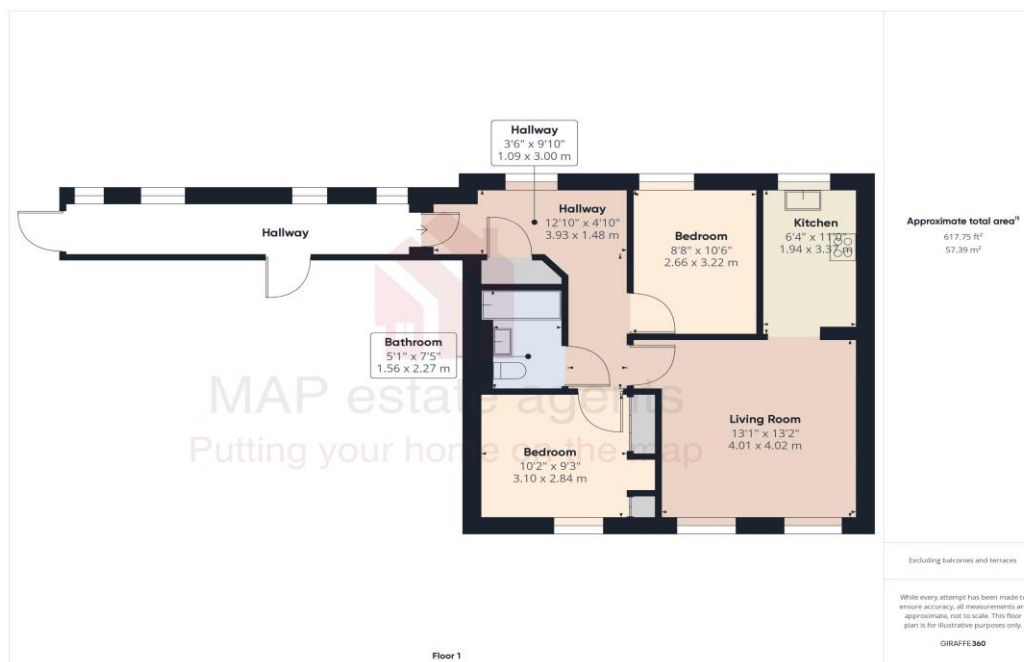 Hallway
3'6" x 9'10"
1.09 x 3.00 m
Hallway
12'10" x 4'10"
3.93 x 1.48 m
Hallway
Bedroom
8'8" x 10'6"
2.66 x 3.22 m
Kitchen
6'4" x 11'0"
1.94 x 3.37 m
Bathroom
5'1" x 7'5"
1.56 x 2.27 m
MAP estate agents
Putting your home on the map
Living Room
13'1" x 13'2"
4.01 x 4.02 m
Bedroom
10'2" x 9'3"
3.10 x 2.84 m
Floor 1
Approximate total area⁽¹⁾
617.75 ft²
57.39 m²
Excluding balconies and terraces
While every attempt has been made to
ensure accuracy, all measurements are
approximate, not to scale. This floor
plan is for illustrative purposes only.
GIRAFFE360